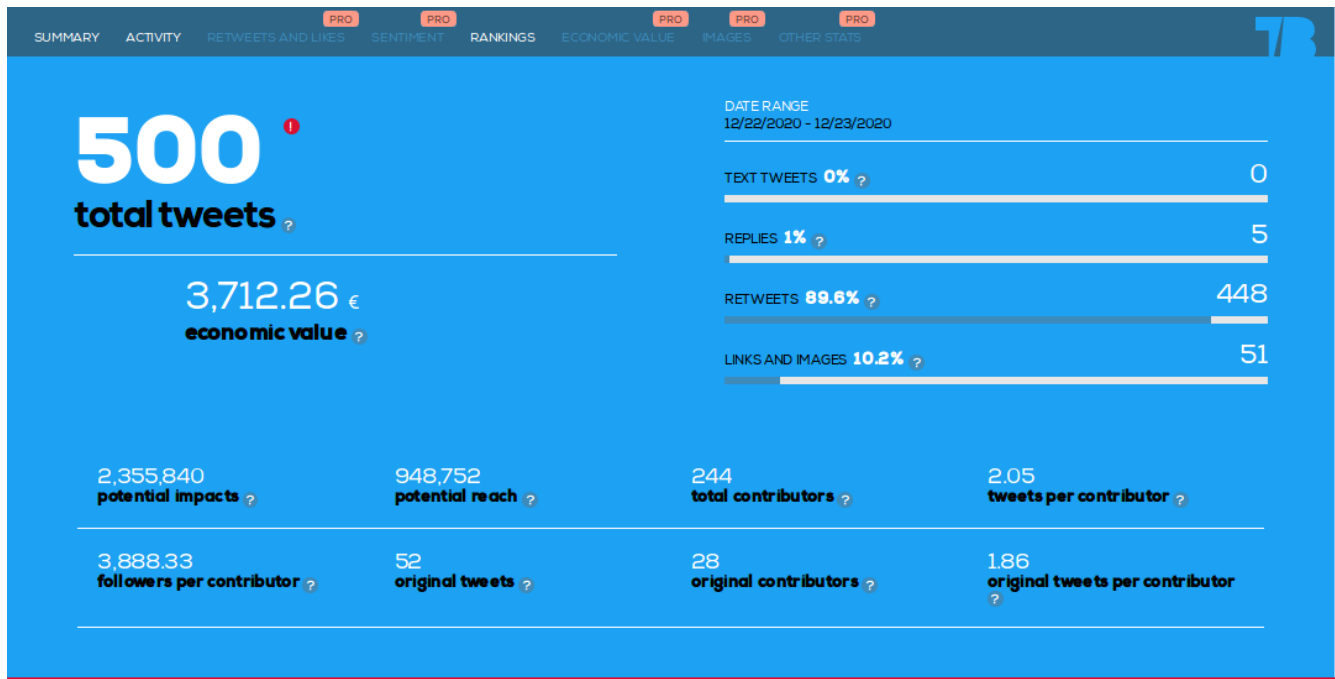 PRO PRO PRO PRO PRO
SUMMARY ACTIVITY RETWEETS AND LIKES SENTIMENT RANKINGS ECONOMIC VALUE IMAGES OTHER STATS
TB
500 !
total tweets ?
3,712.26 €
economic value ?
DATE RANGE
12/22/2020 - 12/23/2020
TEXT TWEETS 0% ? 0
REPLIES 1% ? 5
RETWEETS 89.6% ? 448
LINKS AND IMAGES 10.2% ? 51
2,355,840 948,752 244 2.05
potential impacts ? potential reach ? total contributors ? tweets per contributor ?
3,888.33 52 28 1.86
followers per contributor ? original tweets ? original contributors ? original tweets per contributor
?